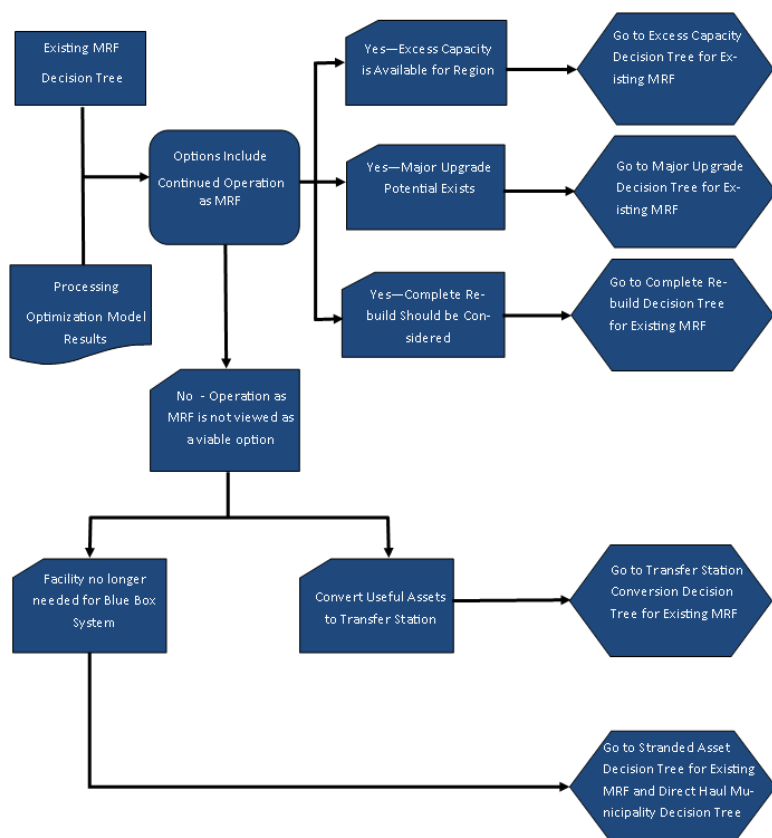 Existing MRF
Decision Tree
Yes—Excess Capacity
is Available for Region
Go to Excess Capacity
Decision Tree for Ex-
isting MRF
Options Include
Continued Operation
as MRF
Yes—Major Upgrade
Potential Exists
Go to Major Upgrade
Decision Tree for Ex-
isting MRF
Processing
Optimization Model
Results
Yes—Complete Re-
build Should be Con-
sidered
Go to Complete Re-
build Decision Tree
for Existing MRF
No - Operation as
MRF is not viewed as
a viable option
Facility no longer
needed for Blue Box
System
Convert Useful Assets
to Transfer Station
Go to Transfer Station
Conversion Decision
Tree for Existing MRF
Go to Stranded Asset
Decision Tree for Existing
MRF and Direct Haul Mu-
nicipality Decision Tree